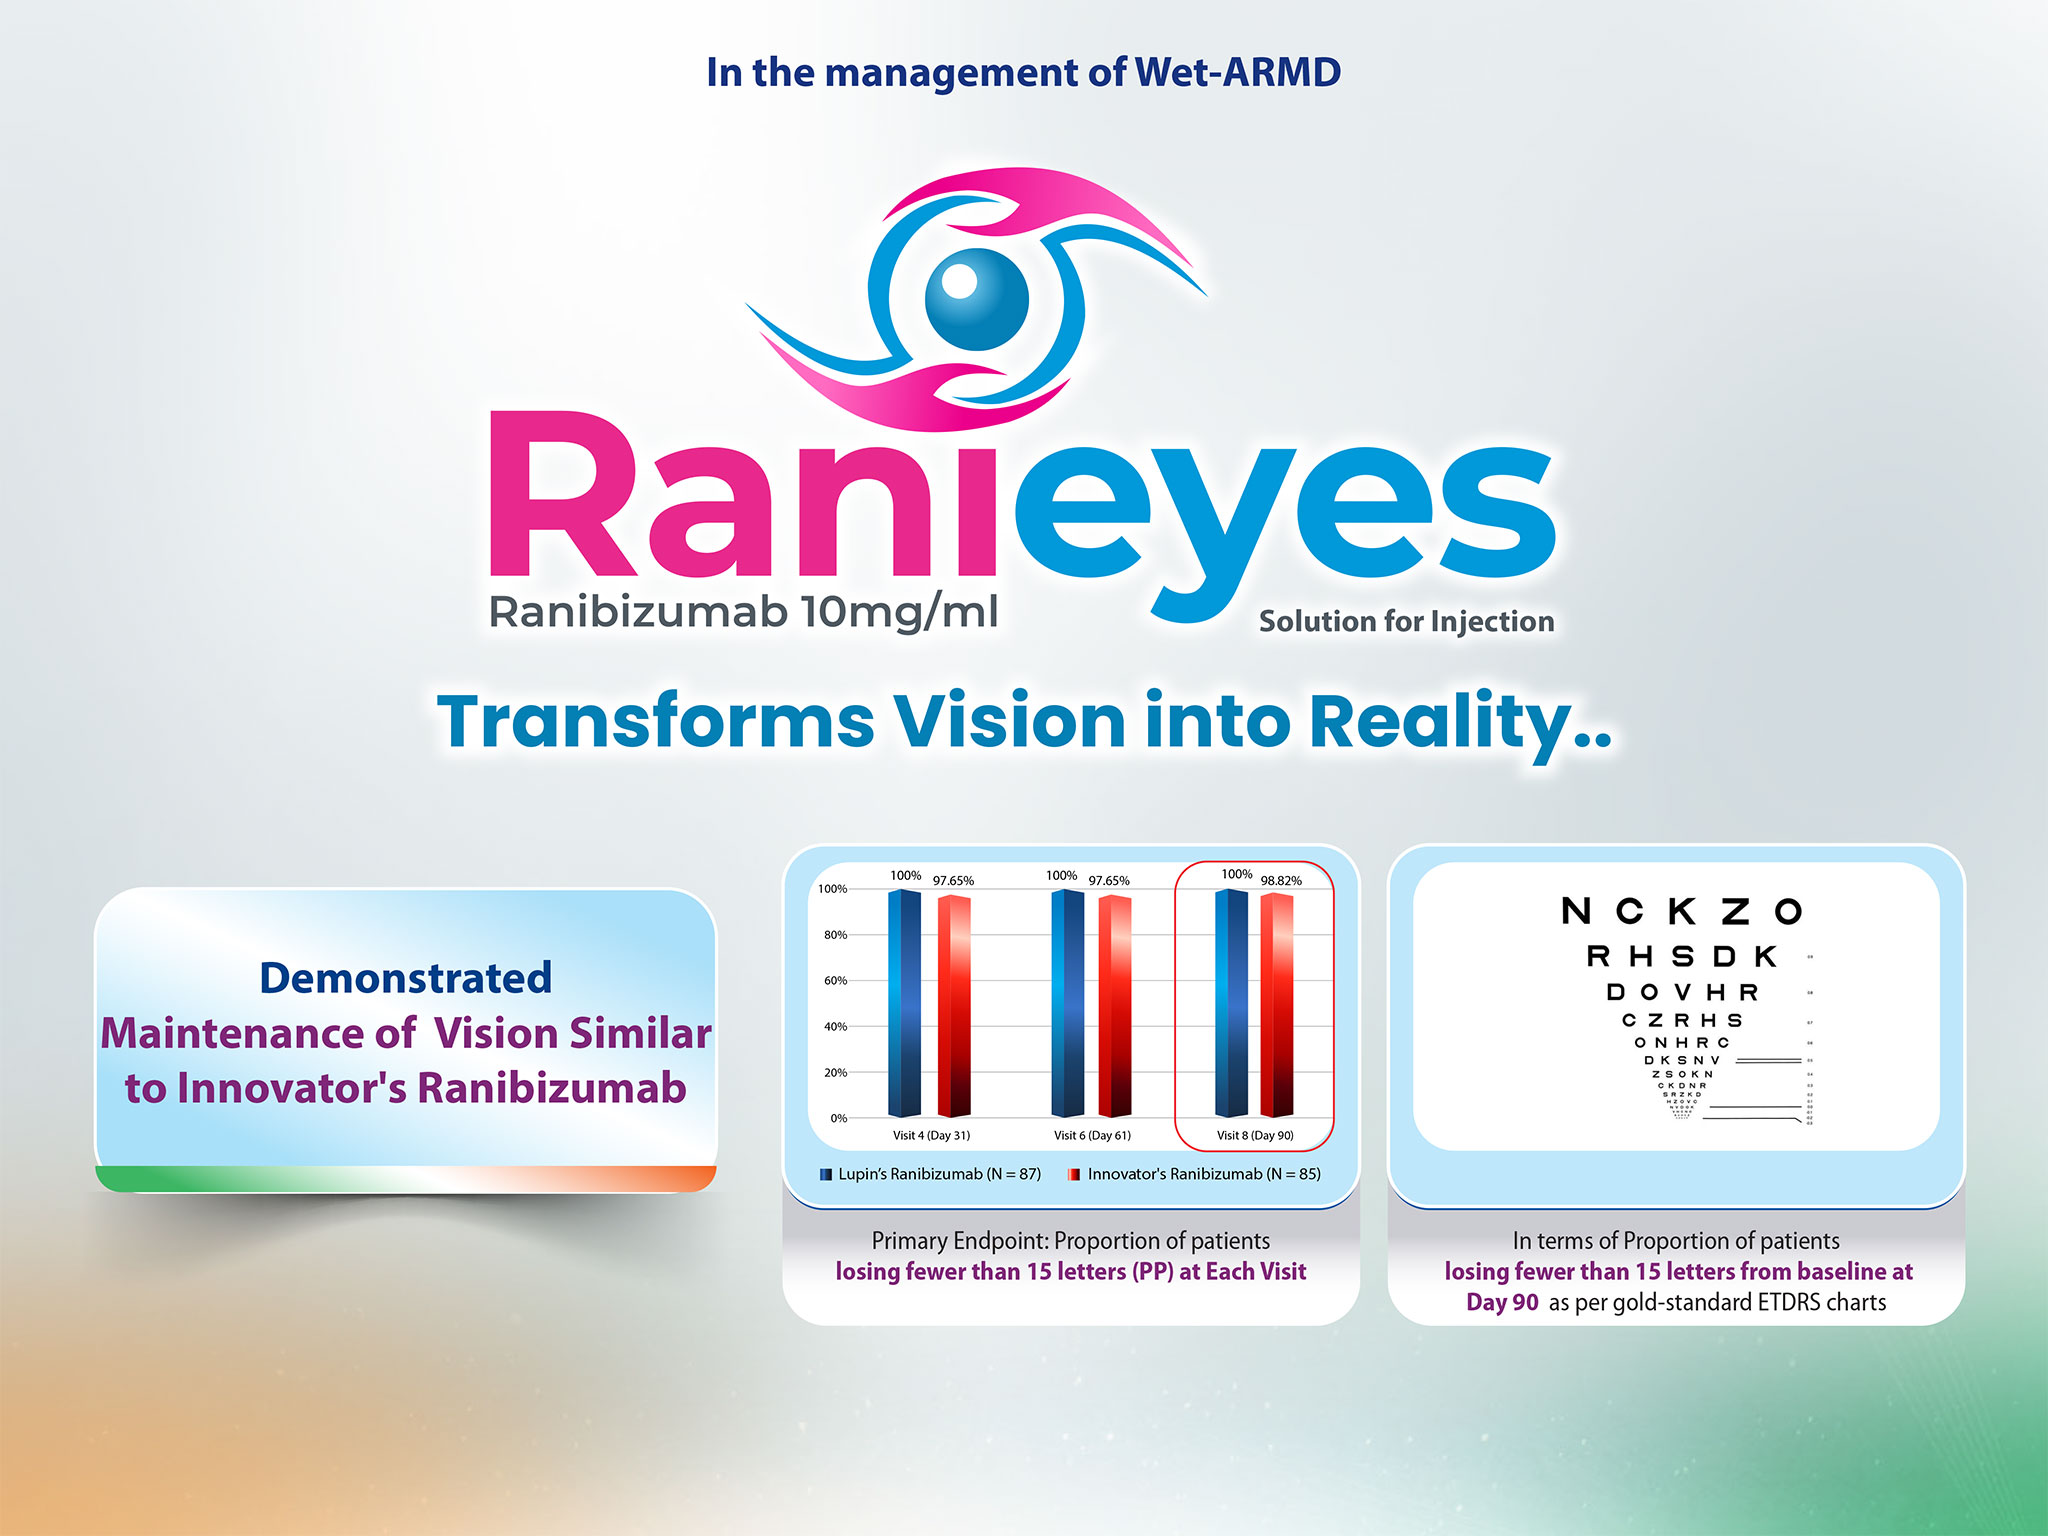 In the management of Wet-ARMD
Ranieyes
Ranibizumab 10mg/ml
Solution for Injection
Transforms Vision into Reality..
Demonstrated
Maintenance of Vision Similar
to Innovator's Ranibizumab
100% 97.65% 100% 97.65% 100% 98.82%
100%
80%
60%
40%
20%
0%
Visit 4 (Day 31) Visit 6 (Day 61) Visit 8 (Day 90)
Lupin's Ranibizumab (N = 87) Innovator's Ranibizumab (N = 85)
Primary Endpoint: Proportion of patients
losing fewer than 15 letters (PP) at Each Visit
N C K Z O
R H S D K
D O V H R
C Z R H S
O N H R C
D K S N V
Z S O K N
C K D N R
S R Z K D
H Z O V C
In terms of Proportion of patients
losing fewer than 15 letters from baseline at
Day 90 as per gold-standard ETDRS charts